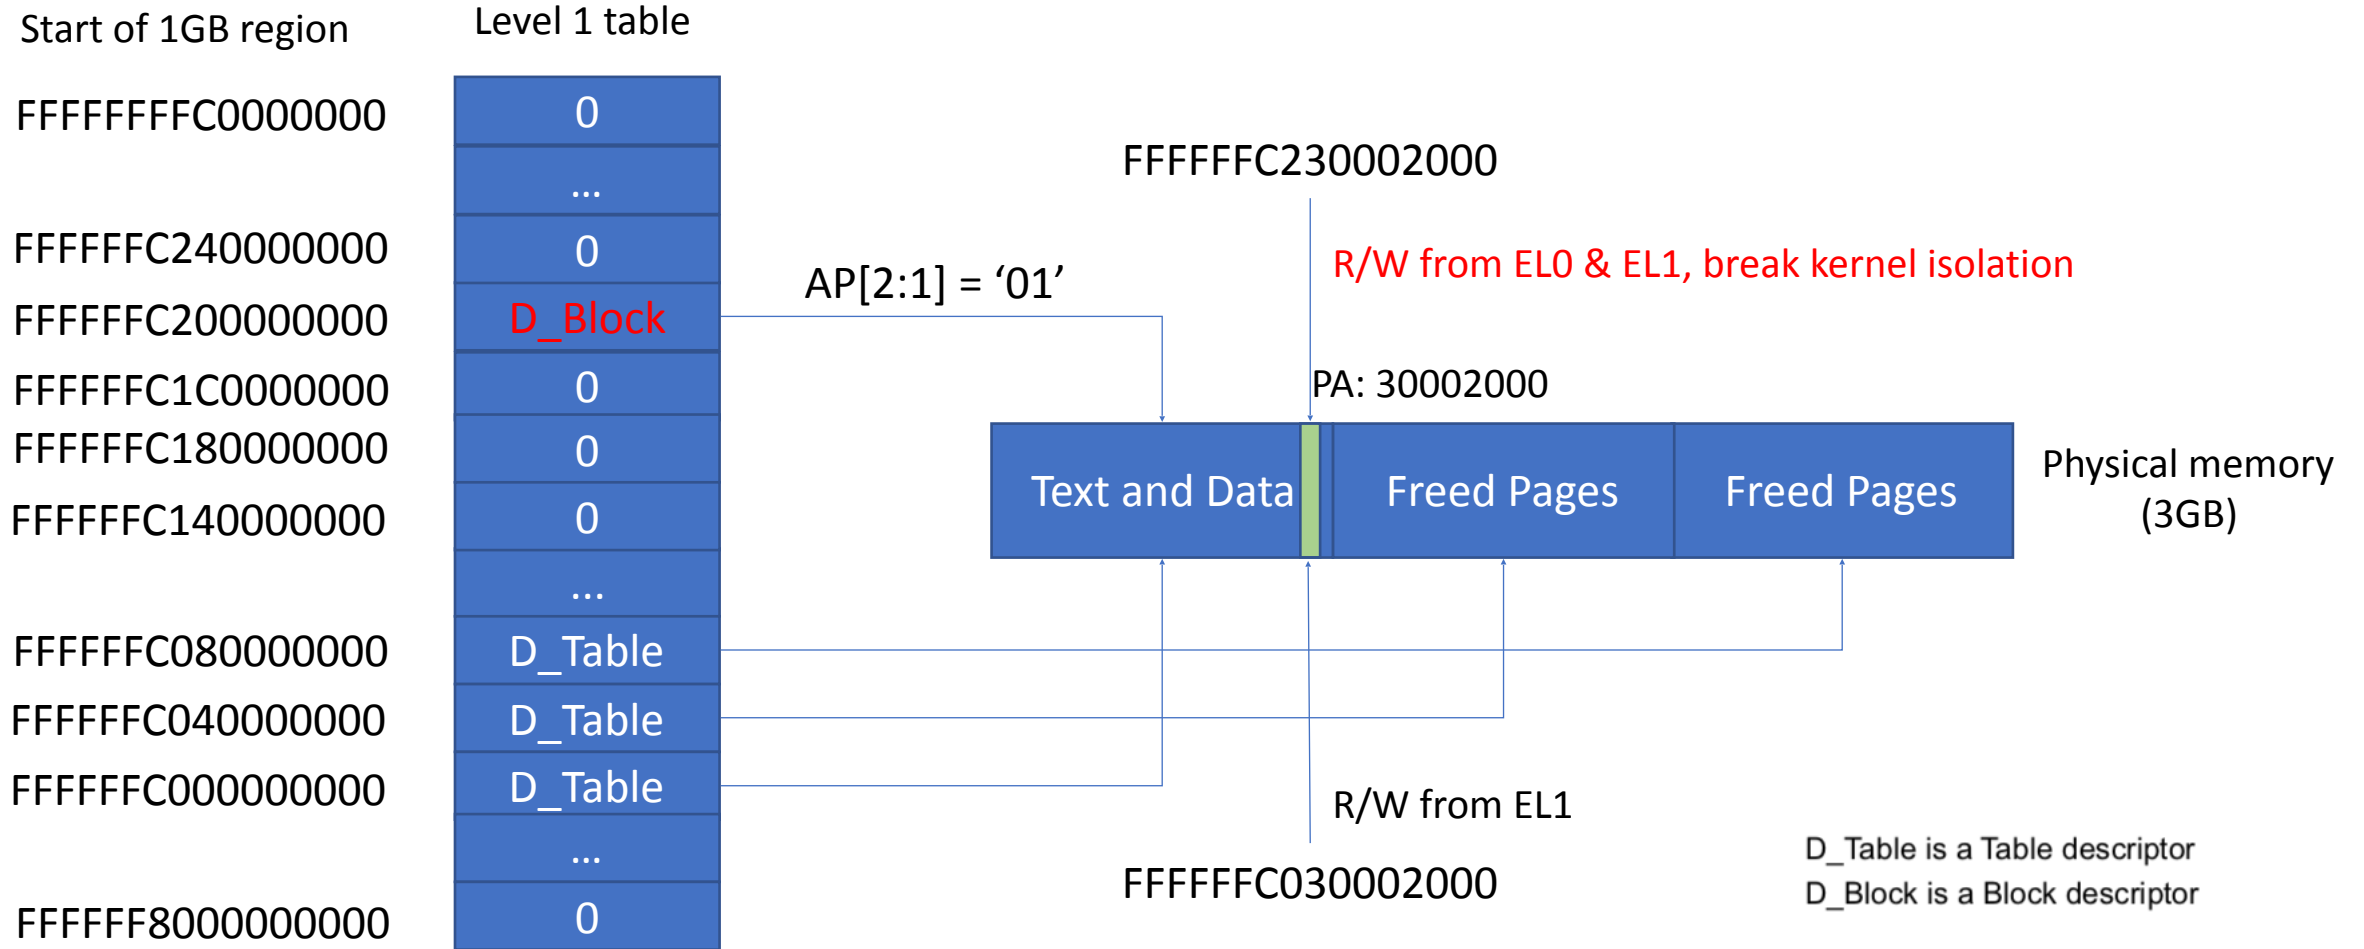 Start of 1GB region
Level 1 table
FFFFFFFFC0000000
0
...
FFFFFFC240000000
0
FFFFFFC200000000
D_Block
FFFFFFC1C0000000
0
FFFFFFC180000000
0
FFFFFFC140000000
0
...
FFFFFFC080000000
D_Table
FFFFFFC040000000
D_Table
FFFFFFC000000000
D_Table
...
FFFFFF8000000000
0
AP[2:1] = ‘01’
FFFFFFC230002000
R/W from EL0 & EL1, break kernel isolation
PA: 30002000
Text and Data
Freed Pages
Freed Pages
Physical memory
(3GB)
R/W from EL1
FFFFFFC030002000
D_Table is a Table descriptor
D_Block is a Block descriptor